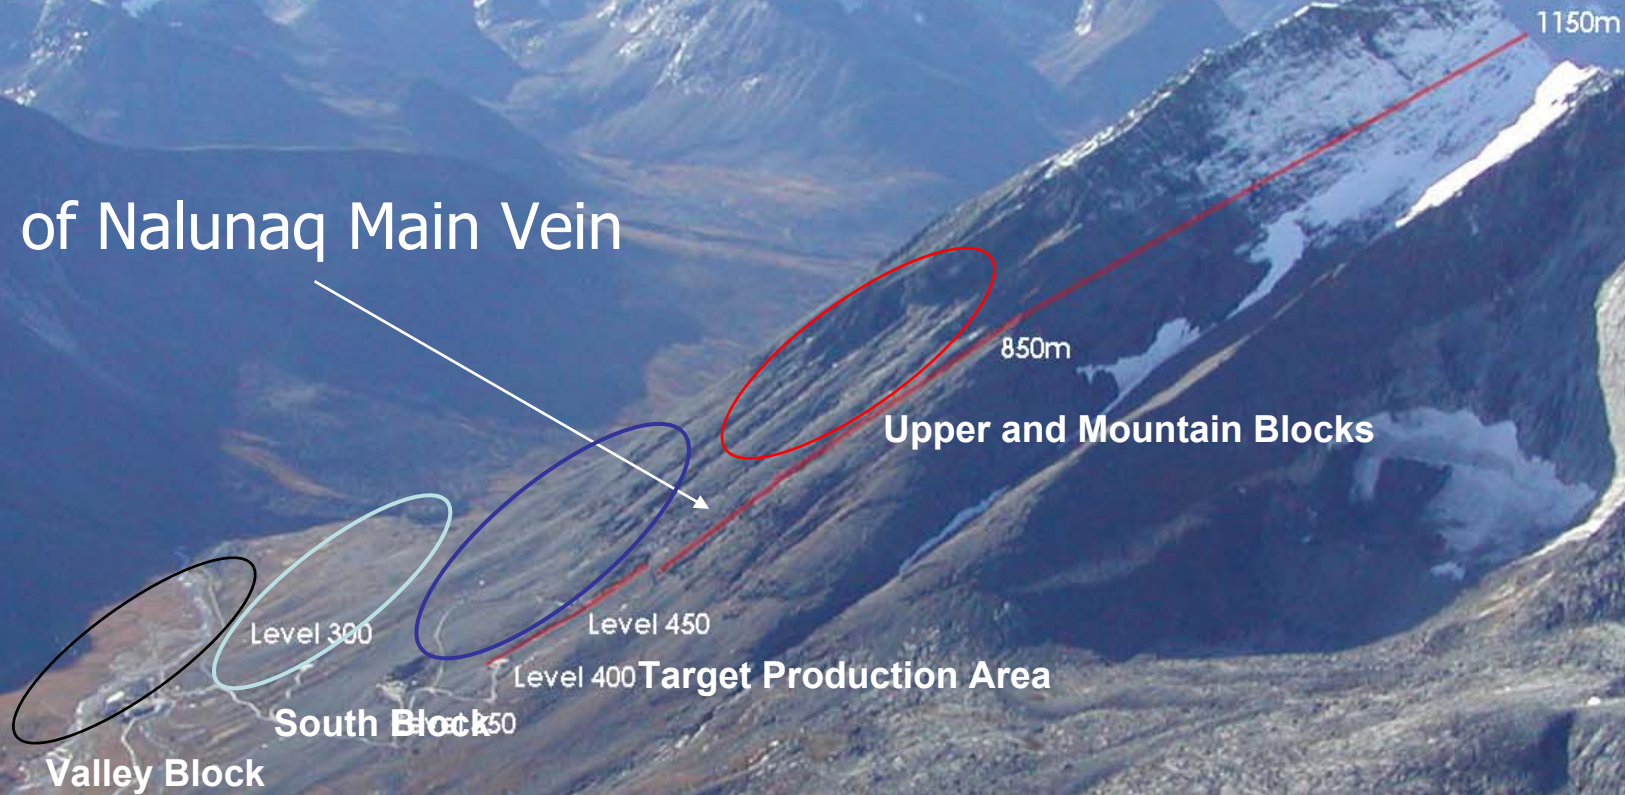 1150m
of Nalunaq Main Vein
850m
Upper and Mountain Blocks
Level 300
Level 450
Level 400
Target Production Area
South Block
Valley Block